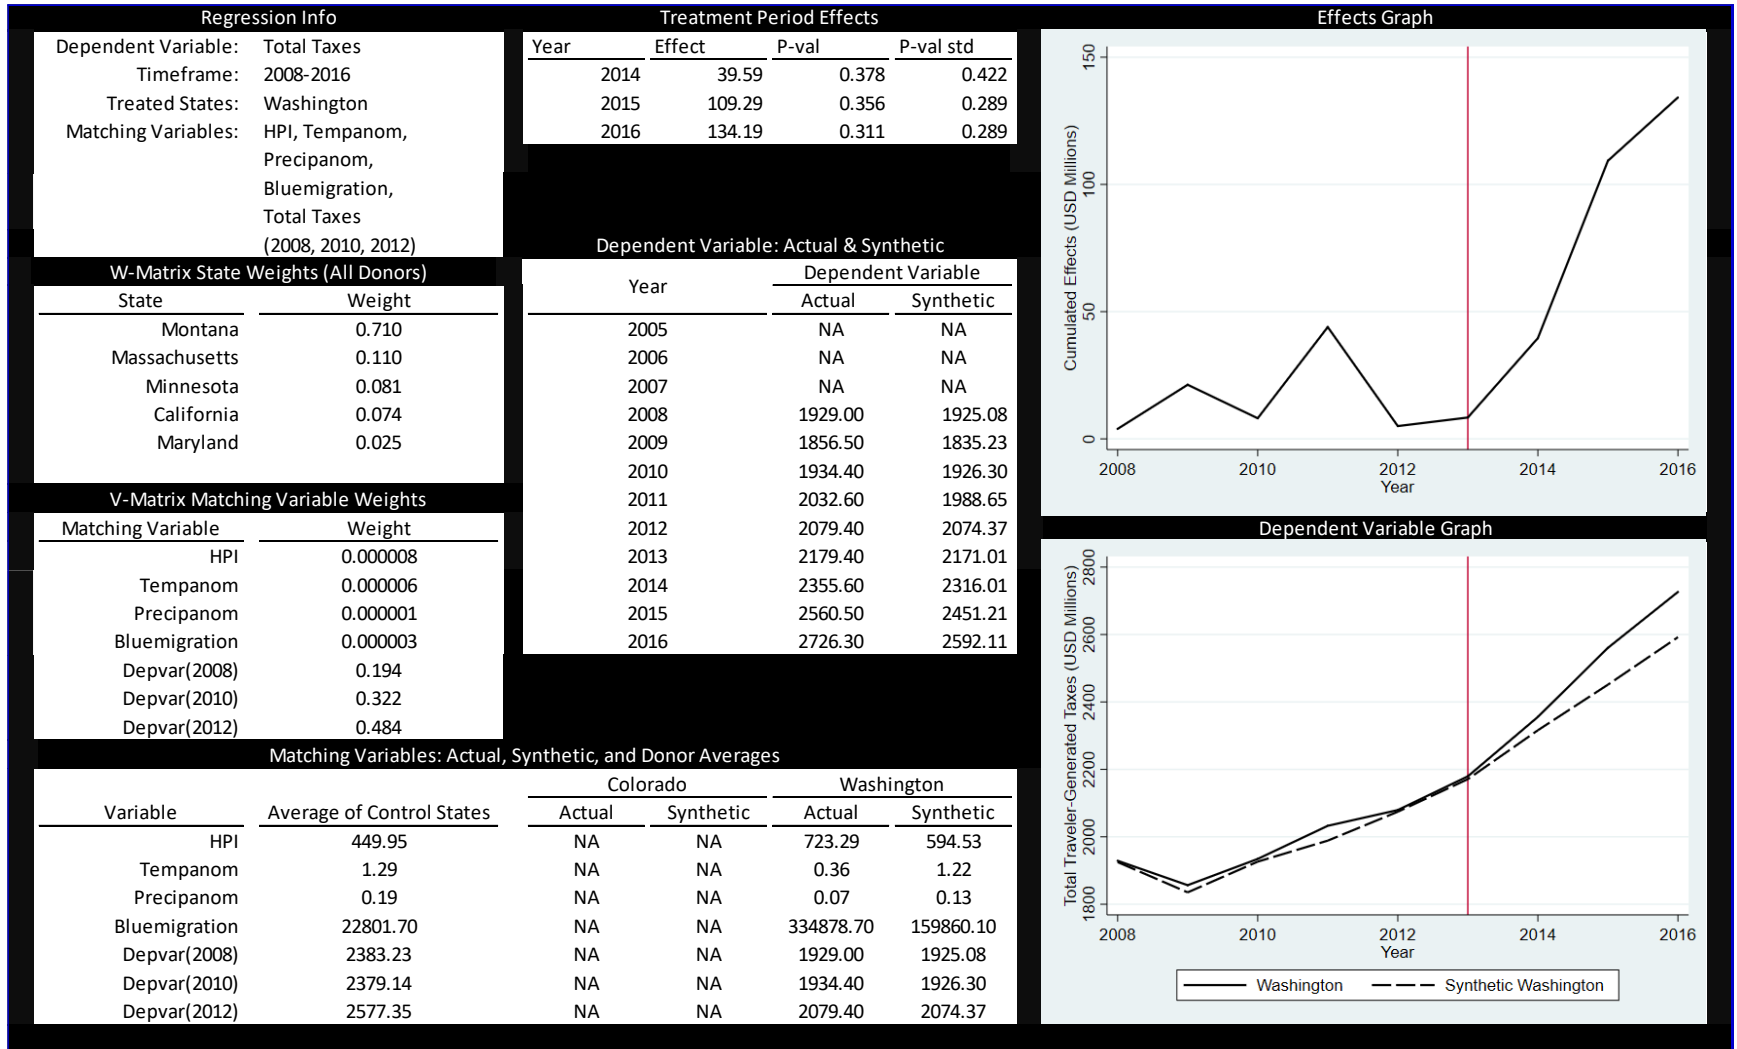 Regression Info
Dependent Variable: Total Taxes
Timeframe: 2008-2016
Treated States: Washington
Matching Variables: HPI, Tempanom,
Precipanom,
Bluemigration,
Total Taxes
(2008, 2010, 2012)
Treatment Period Effects
Year Effect P-val P-val std
2014 39.59 0.378 0.422
2015 109.29 0.356 0.289
2016 134.19 0.311 0.289
W-Matrix State Weights (All Donors)
State Weight
Montana 0.710
Massachusetts 0.110
Minnesota 0.081
California 0.074
Maryland 0.025
V-Matrix Matching Variable Weights
Matching Variable Weight
HPI 0.000008
Tempanom 0.000006
Precipanom 0.000001
Bluemigration 0.000003
Depvar(2008) 0.194
Depvar(2010) 0.322
Depvar(2012) 0.484
Dependent Variable: Actual & Synthetic
Dependent Variable
Year
Actual Synthetic
2005 NA NA
2006 NA NA
2007 NA NA
2008 1929.00 1925.08
2009 1856.50 1835.23
2010 1934.40 1926.30
2011 2032.60 1988.65
2012 2079.40 2074.37
2013 2179.40 2171.01
2014 2355.60 2316.01
2015 2560.50 2451.21
2016 2726.30 2592.11
Matching Variables: Actual, Synthetic, and Donor Averages
Colorado Washington
Variable Average of Control States Actual Synthetic Actual Synthetic
HPI 449.95 NA NA 723.29 594.53
Tempanom 1.29 NA NA 0.36 1.22
Precipanom 0.19 NA NA 0.07 0.13
Bluemigration 22801.70 NA NA 334878.70 159860.10
Depvar(2008) 2383.23 NA NA 1929.00 1925.08
Depvar(2010) 2379.14 NA NA 1934.40 1926.30
Depvar(2012) 2577.35 NA NA 2079.40 2074.37
Effects Graph
Cumulated Effects (USD Millions)
150
100
50
0
2008 2010 2012 2014 2016
Year
Dependent Variable Graph
Total Traveler-Generated Taxes (USD Millions)
2800
2600
2400
2200
2000
1800
2008 2010 2012 2014 2016
Year
Washington Synthetic Washington